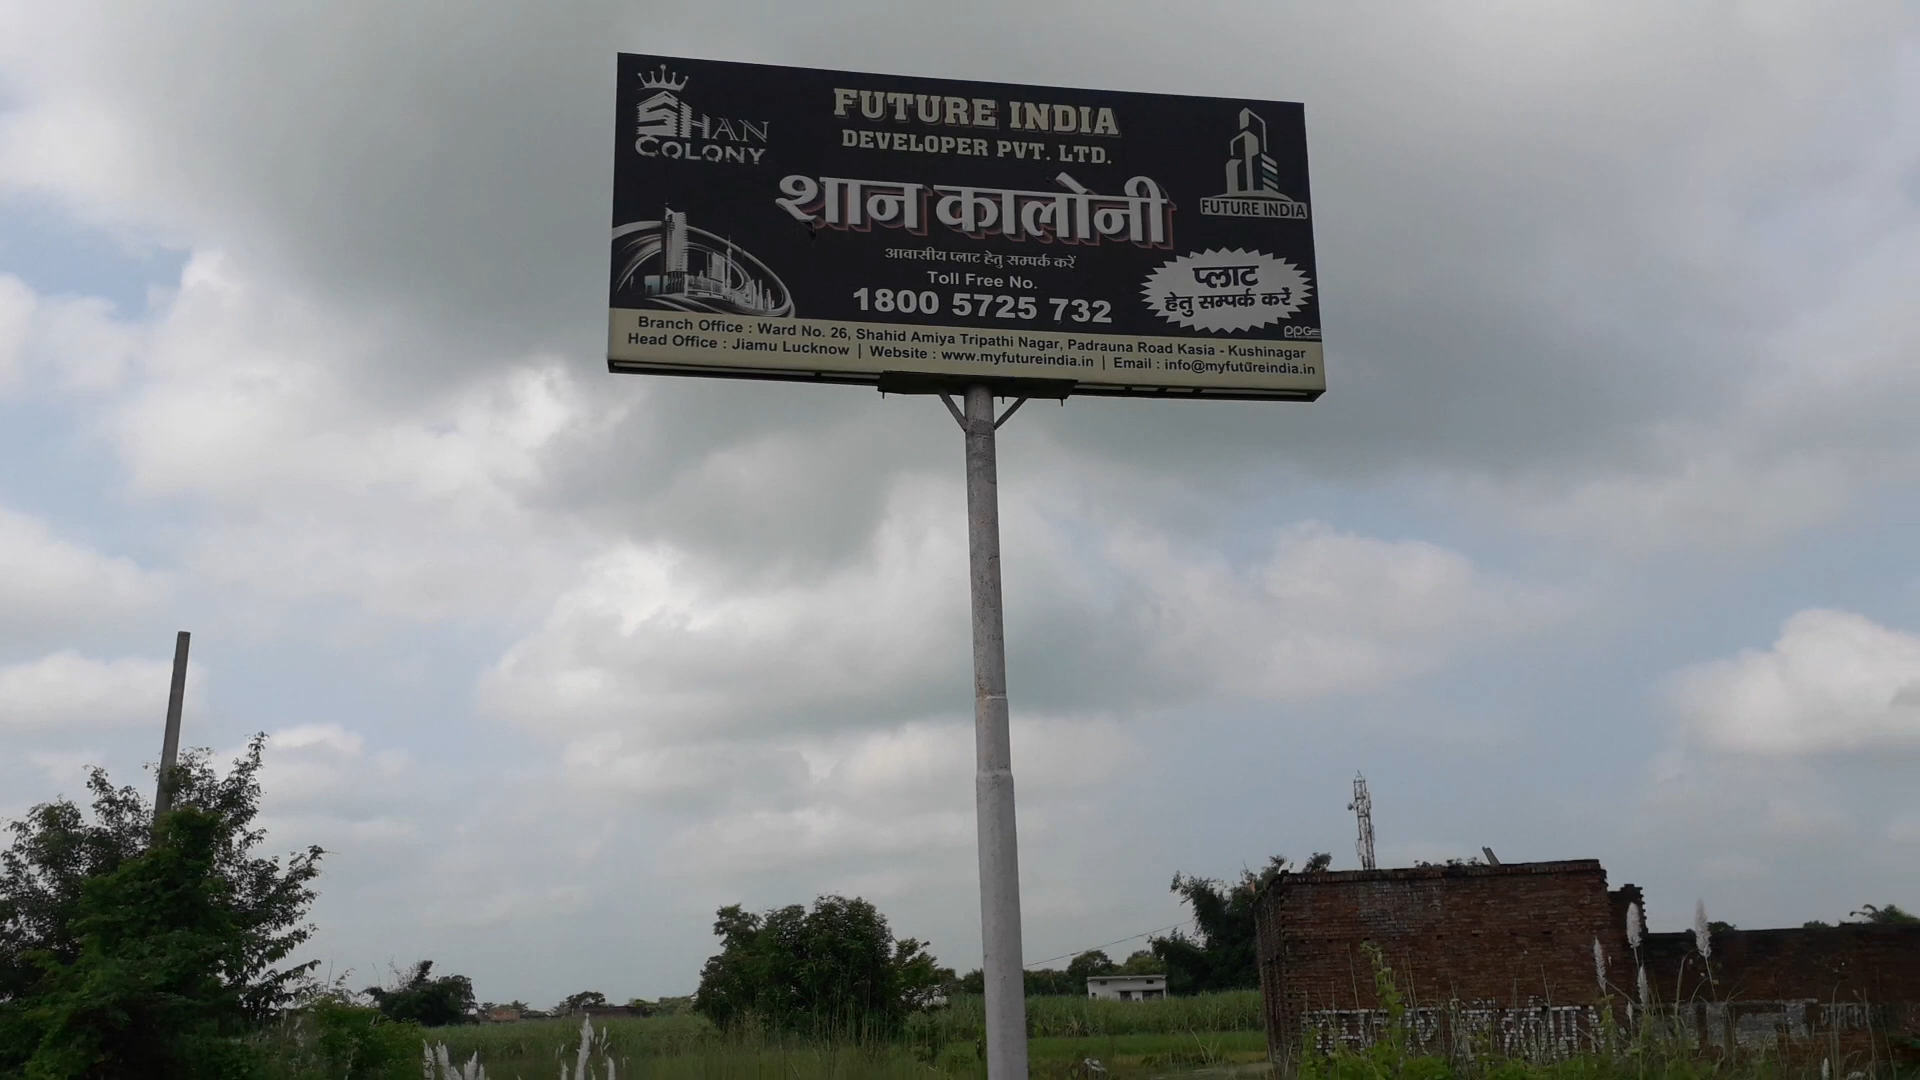 SHAN
COLONY
FUTURE INDIA
DEVELOPER PVT. LTD.
FUTURE INDIA
शान कालोनी
आवासीय प्लाट हेतु सम्पर्क करें
Toll Free No.
1800 5725 732
प्लाट
हेतु सम्पर्क करें
PPG
Branch Office : Ward No. 26, Shahid Amiya Tripathi Nagar, Padrauna Road Kasia - Kushinagar
Head Office : Jiamu Lucknow | Website : www.myfutureindia.in | Email : info@myfutureindia.in